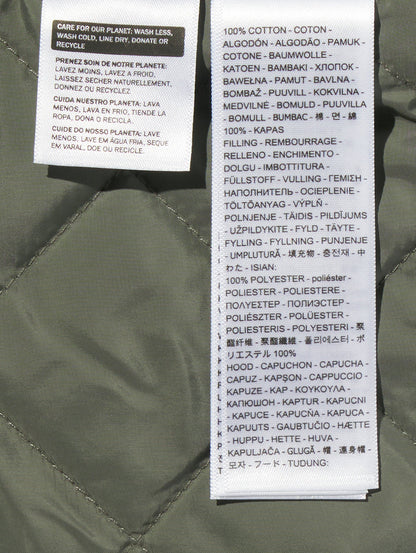 CARE FOR OUR PLANET: WASH LESS,
WASH COLD, LINE DRY, DONATE OR
RECYCLE
PRENEZ SOIN DE NOTRE PLANETE:
LAVEZ MOINS, LAVEZ A FROID,
LAISSEZ SECHER NATURELLEMENT,
DONNEZ OU RECYCLEZ
CUIDA NUESTRO PLANETA: LAVA
MENOS, LAVA EN FRIO, TIENDE LA
ROPA, DONA O RECICLA.
CUIDE DO NOSSO PLANETA: LAVE
MENOS, LAVE EM ÁGUA FRIA, SEQUE
EM VARAL, DOE OU RECICLE.
100% COTTON - COTON -
ALGODÓN - ALGODÃO - PAMUK -
COTONE - BAUMWOLLE -
KATOEN - BAMBAKI - ХЛОПОК -
BAWEŁNA - PAMUT - BAVLNA -
BOMBAŽ - PUUVILL - KOKVILNA -
MEDVILNĖ - BOMULD - PUUVILLA
- BOMULL - BUMBAC - 棉 - 면 - 綿
100% - KAPAS
FILLING - REMBOURRAGE -
RELLENO - ENCHIMENTO -
DOLGU - IMBOTTITURA -
FÜLLSTOFF - VULLING - ΓΕΜΙΣΗ -
НАПОЛНИТЕЛЬ - OCIEPLENIE -
TÖLTŐANYAG - VÝPLŇ -
POLNJENJE - TÄIDIS - PILDĪJUMS
- UŽPILDYKITE - FYLD - TÄYTE -
FYLLING - FYLLNING - PUNJENJE
- UMPLUTURĂ - 填充物 - 충전재 - 中
わた - ISIAN:
100% POLYESTER - poliéster -
POLIESTER - POLIESTERE -
ΠΟΛΥΕΣΤΕΡ - ПОЛИЭСТЕР -
POLIÉSZTER - POLÜESTER -
POLIESTERIS - POLYESTERI - 聚
酯纤维 - 聚酯纖維 - 폴리에스터 - ポ
リエステル 100%
HOOD - CAPUCHON - CAPUCHA -
CAPUZ - KAPŞON - CAPPUCCIO -
KAPUZE - KAP - ΚΟΥΚΟΥΛΑ -
КАПЮШОН - KAPTUR - KAPUCNI
- KAPUCE - KAPUCŇA - KAPUCA -
KAPUUTS - GAUBTUVIČIU - HÆTTE
- HUPPU - HETTE - HUVA -
KAPULJAČA - GLUGĂ - 帽 - 連身帽 -
모자 - フード - TUDUNG: